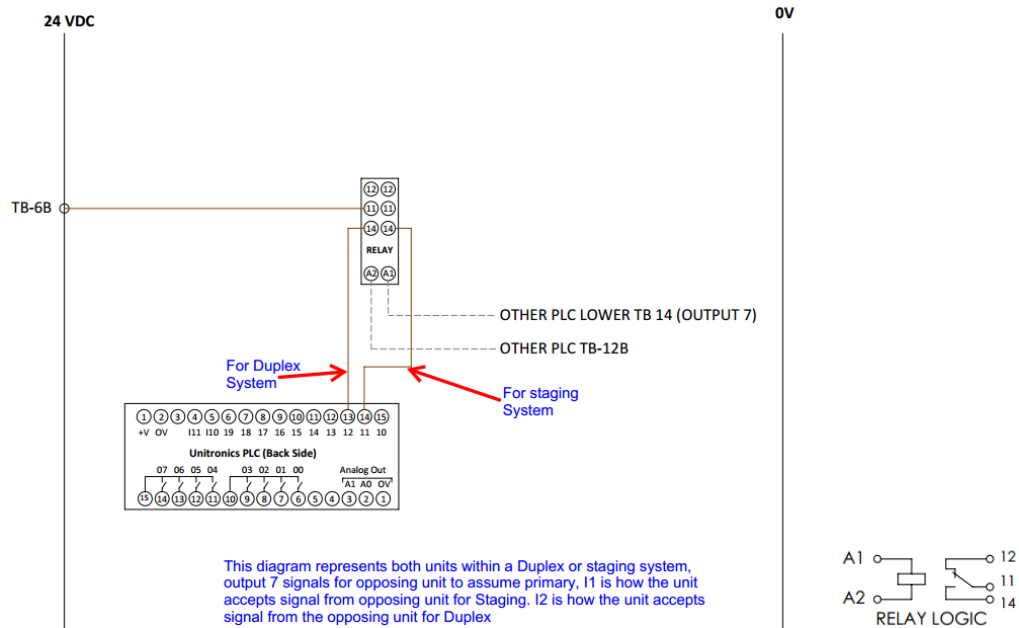 24 VDC
0V
TB-6B
12 12
11 11
14 14
RELAY
A2 A1
OTHER PLC LOWER TB 14 (OUTPUT 7)
OTHER PLC TB-12B
For Duplex
System
For staging
System
1 2 3 4 5 6 7 8 9 10 11 12 13 14 15
+V OV I11 I10 19 18 17 16 15 14 13 12 11 10
Unitronics PLC (Back Side)
07 06 05 04 03 02 01 00 Analog Out
A1 A0 OV
15 14 13 12 11 10 9 8 7 6 5 4 3 2 1
This diagram represents both units within a Duplex or staging system,
output 7 signals for opposing unit to assume primary, I1 is how the unit
accepts signal from opposing unit for Staging. I2 is how the unit accepts
signal from the opposing unit for Duplex
A1 12
11
A2 14
RELAY LOGIC